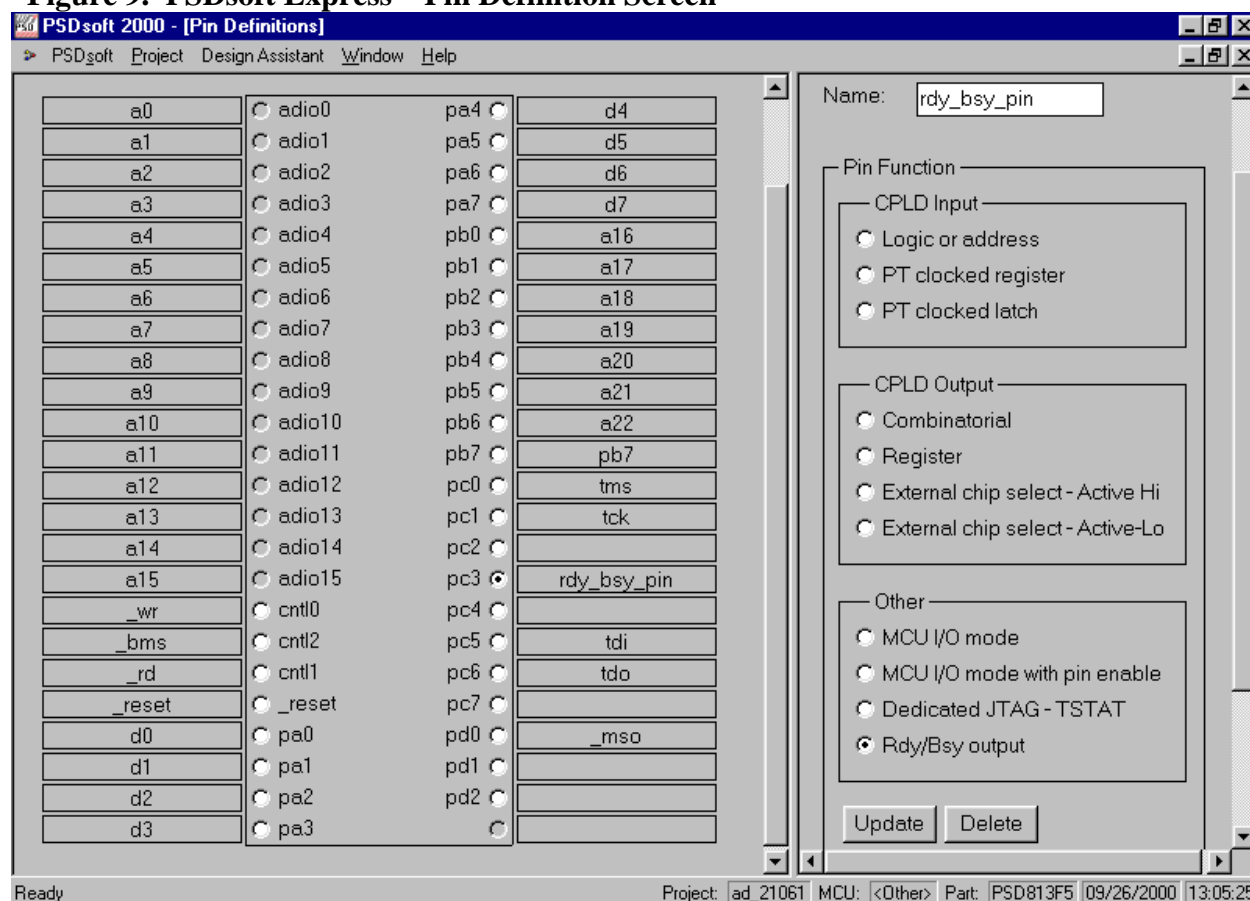 Figure 9. PSDsoft Express – Pin Definition Screen
PSDsoft 2000 - [Pin Definitions]
PSDsoft Project Design Assistant Window Help
a0 adio0 pa4 d4
a1 adio1 pa5 d5
a2 adio2 pa6 d6
a3 adio3 pa7 d7
a4 adio4 pb0 a16
a5 adio5 pb1 a17
a6 adio6 pb2 a18
a7 adio7 pb3 a19
a8 adio8 pb4 a20
a9 adio9 pb5 a21
a10 adio10 pb6 a22
a11 adio11 pb7 pb7
a12 adio12 pc0 tms
a13 adio13 pc1 tck
a14 adio14 pc2
a15 adio15 pc3 rdy_bsy_pin
_wr cntl0 pc4
_bms cntl2 pc5 tdi
_rd cntl1 pc6 tdo
_reset _reset pc7
d0 pa0 pd0 _mso
d1 pa1 pd1
d2 pa2 pd2
d3 pa3
Name: rdy_bsy_pin
Pin Function
CPLD Input
Logic or address
PT clocked register
PT clocked latch
CPLD Output
Combinatorial
Register
External chip select - Active Hi
External chip select - Active-Lo
Other
MCU I/O mode
MCU I/O mode with pin enable
Dedicated JTAG - TSTAT
Rdy/Bsy output
Update Delete
Ready Project: ad_21061 MCU: <Other> Part: PSD813F5 09/26/2000 13:05:25